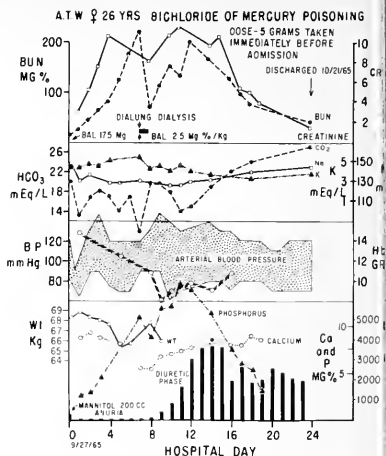 A.T.W ♀ 26 YRS BICHLORIDE OF MERCURY POISONING
DOSE-5 GRAMS TAKEN
IMMEDIATELY BEFORE
ADMISSION
DISCHARGED 10/21/65
BUN
MG %
200
100
10
8
6
4
2
CR
BUN
CREATININE
DIALUNG DIALYSIS
BAL 175 Mg
BAL 2.5 Mg %/Kg
HCO3
mEq/L
26
22
18
14
CO2
Na
K
K
mEq/L
5
3
1
150
130
110
m
BP
mmHg
120
100
80
ARTERIAL BLOOD PRESSURE
14
12
10
Hb
GR
WT
Kg
69
68
67
66
65
64
PHOSPHORUS
WT
CALCIUM
DIURETIC
PHASE
MANNITOL 200 CC
ANURIA
10
5
Ca
and
P
MG %
5000
4000
3000
2000
1000
0 4 8 12 16 20 24
9/27/65
HOSPITAL DAY